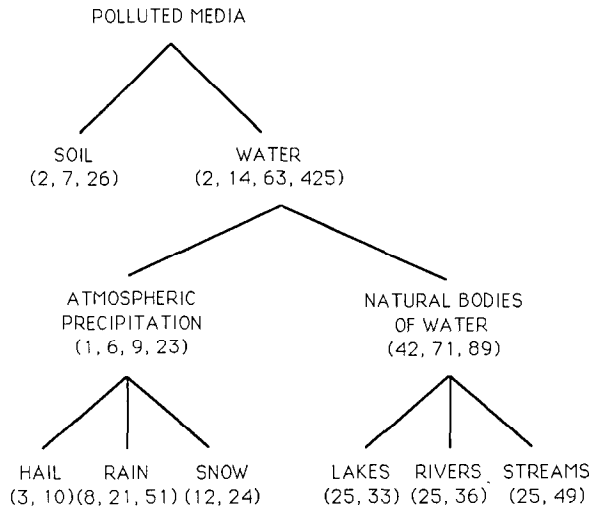 POLLUTED MEDIA
SOIL
(2, 7, 26)
WATER
(2, 14, 63, 425)
ATMOSPHERIC
PRECIPITATION
(1, 6, 9, 23)
NATURAL BODIES
OF WATER
(42, 71, 89)
HAIL
(3, 10)
RAIN
(8, 21, 51)
SNOW
(12, 24)
LAKES
(25, 33)
RIVERS
(25, 36)
STREAMS
(25, 49)